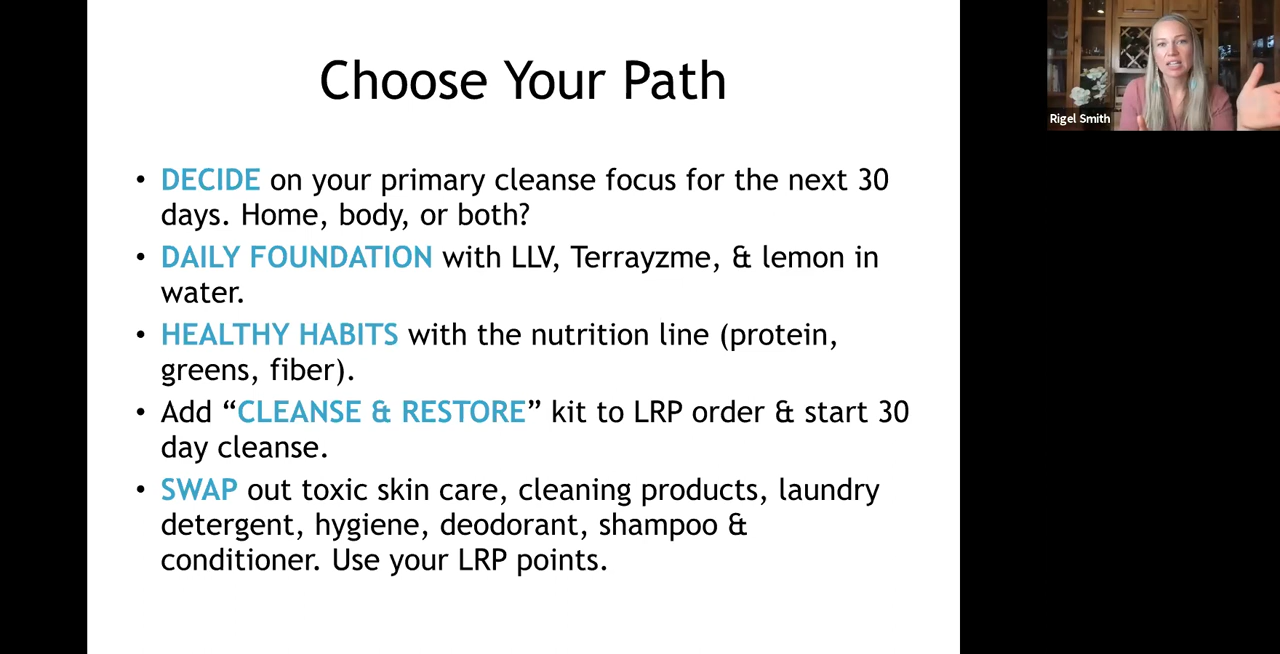 Choose Your Path
• DECIDE on your primary cleanse focus for the next 30
days. Home, body, or both?
• DAILY FOUNDATION with LLV, Terrayzme, & lemon in
water.
• HEALTHY HABITS with the nutrition line (protein,
greens, fiber).
• Add “CLEANSE & RESTORE” kit to LRP order & start 30
day cleanse.
• SWAP out toxic skin care, cleaning products, laundry
detergent, hygiene, deodorant, shampoo &
conditioner. Use your LRP points.
Rigel Smith